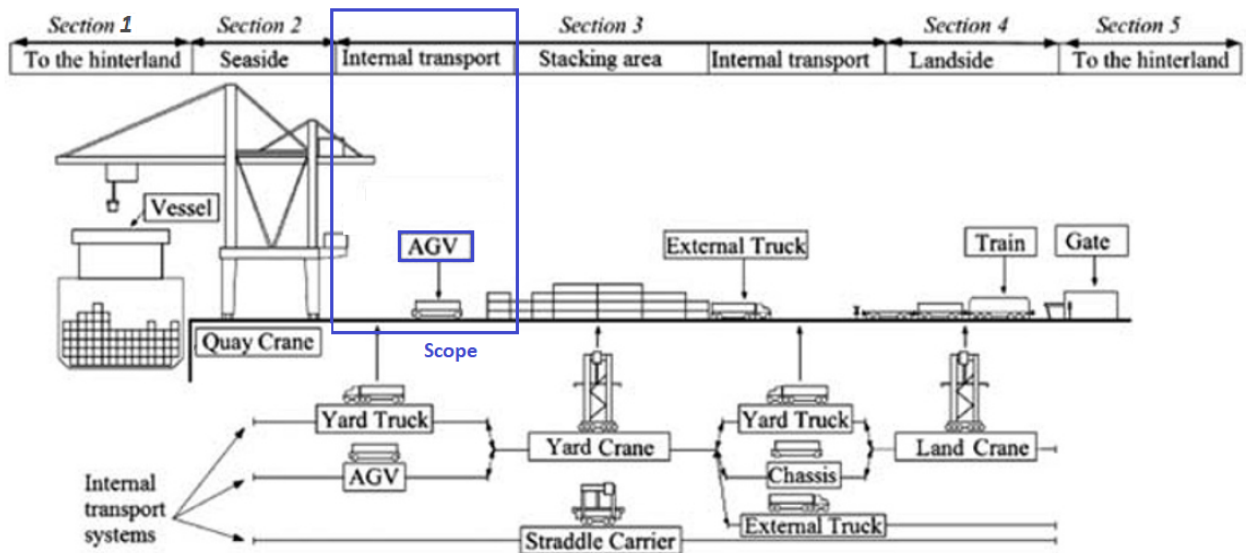 Section 1
Section 2
Section 3
Section 4
Section 5
To the hinterland
Seaside
Internal transport
Stacking area
Internal transport
Landside
To the hinterland
Vessel
AGV
External Truck
Train
Gate
Quay Crane
Scope
Yard Truck
Yard Truck
Yard Crane
Land Crane
AGV
Chassis
Internal
transport
systems
External Truck
Straddle Carrier